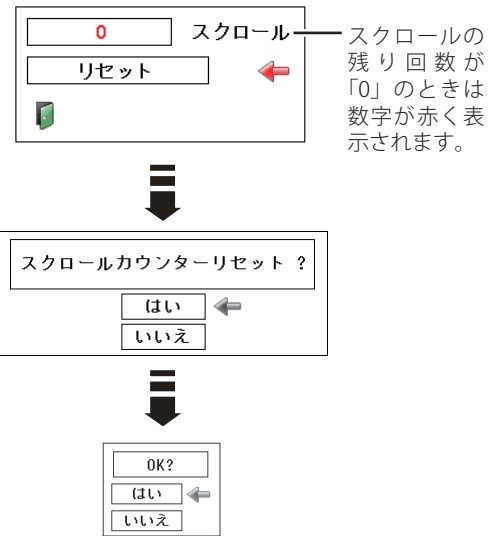 0 スクロール
リセット
スクロールの
残り回数が
「0」のときは
数字が赤く表
示されます。
スクロールカウンターリセット ?
はい
いいえ
OK?
はい
いいえ